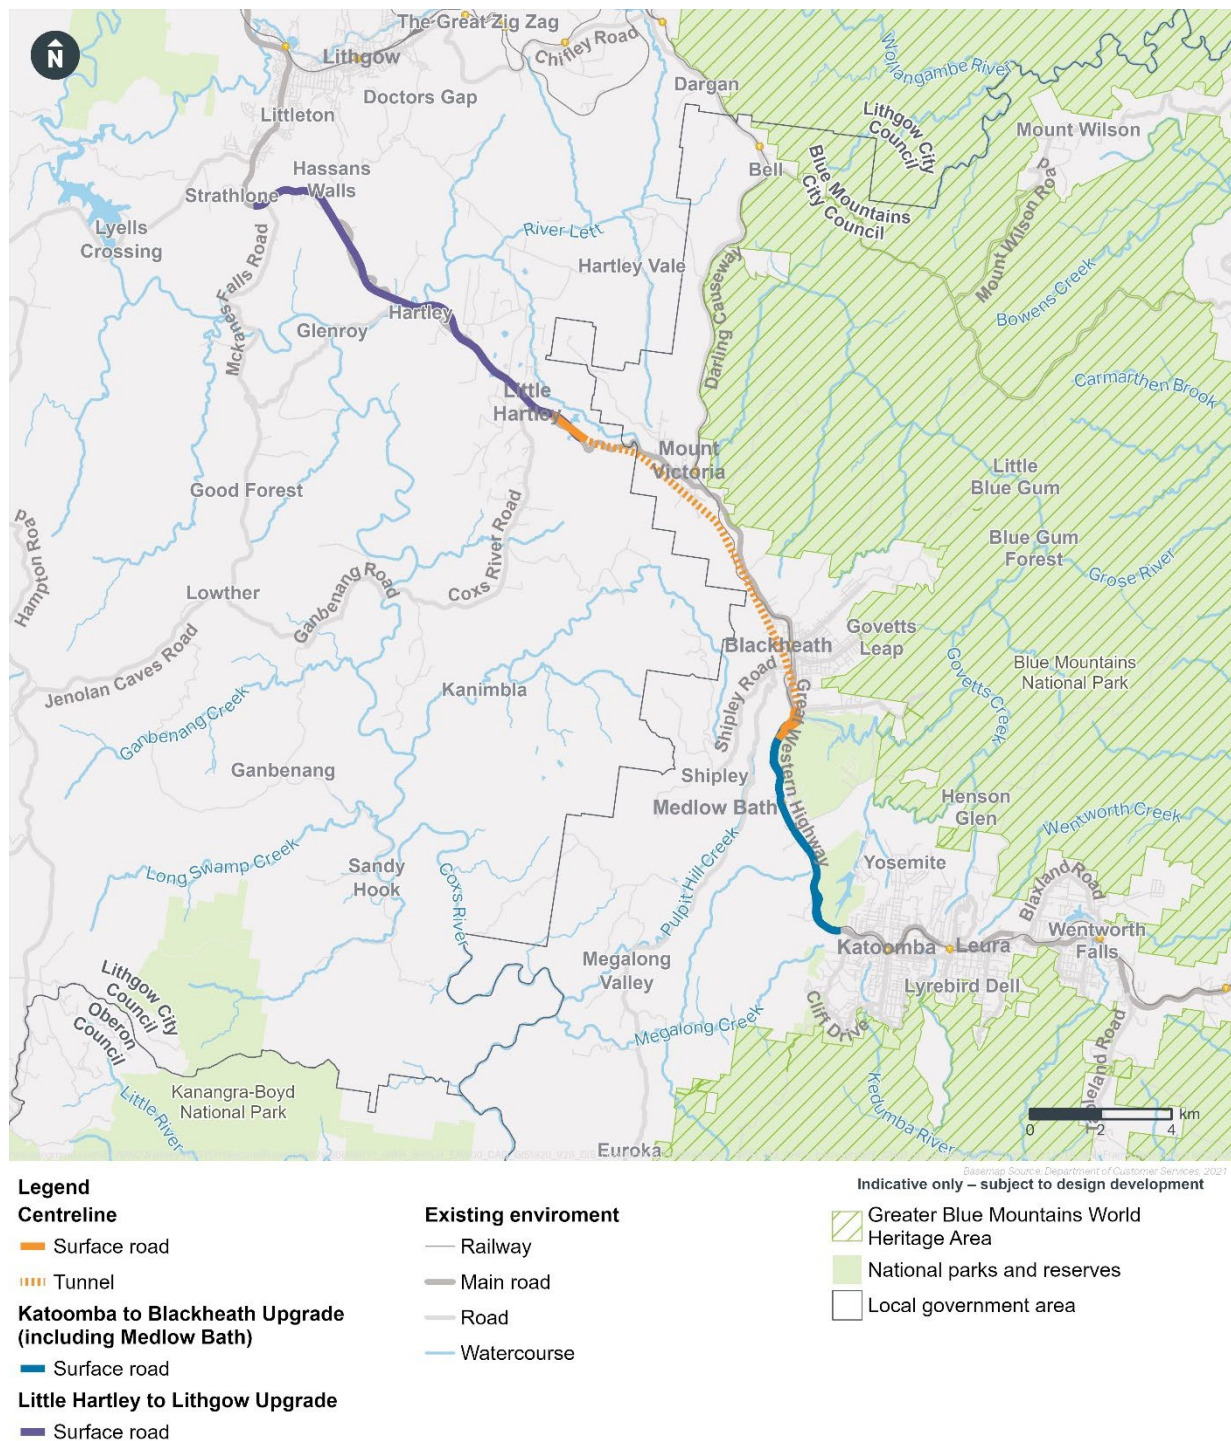 N
The Great Zig Zag
Lithgow
Chifley Road
Wollangambe River
Doctors Gap
Dargan
Littleton
Lithgow City
Council
Mount Wilson
Hassans
Walls
Bell
Blue Mountains
City Council
Strathlone
Mount Wilson Road
Lyells
Crossing
River Lett
Hartley Vale
Mckanes Falls Road
Darling Causeway
Bowens Creek
Hartley
Glenroy
Carmarthen Brook
Little
Hartley
Mount
Victoria
Little
Blue Gum
Good Forest
Hampton Road
Coxs River Road
Blue Gum
Forest
Grose River
Lowther
Ganbenang Road
Govetts
Leap
Blackheath
Jenolan Caves Road
Kanimbla
Shipley Road
Great Western Highway
Govetts Creek
Blue Mountains
National Park
Ganbenang Creek
Ganbenang
Shipley
Medlow Bath
Henson
Glen
Wentworth Creek
Long Swamp Creek
Sandy
Hook
Coxs River
Pulpit Hill Creek
Yosemite
Blaxland Road
Katoomba
Leura
Wentworth
Falls
Megalong
Valley
Lyrebird Dell
Lithgow City
Council
Oberon
Council
Cliff Drive
Megalong Creek
Kanangra-Boyd
National Park
Little River
Kedumba River
Tableland Road
km
0 2 4
Euroka
Basemap Source: Department of Customer Services, 2021
Indicative only – subject to design development
Legend
Centreline
Surface road
Tunnel
Katoomba to Blackheath Upgrade
(including Medlow Bath)
Surface road
Little Hartley to Lithgow Upgrade
Surface road
Existing enviroment
Railway
Main road
Road
Watercourse
Greater Blue Mountains World
Heritage Area
National parks and reserves
Local government area